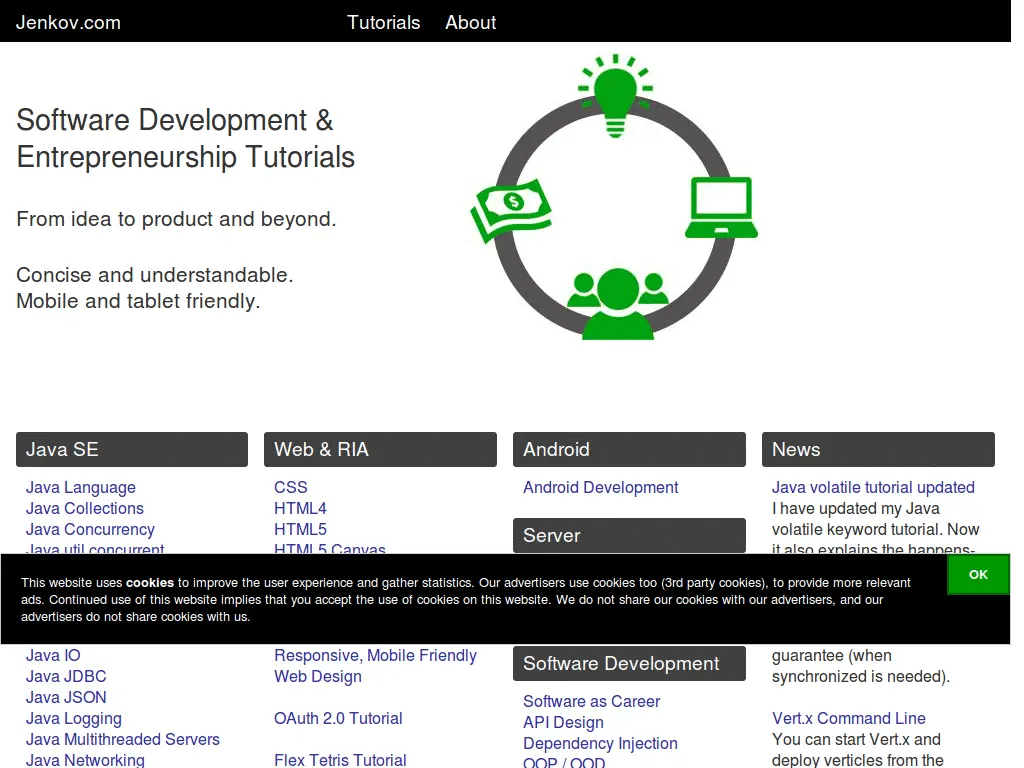 Jenkov.com Tutorials About
Software Development &
Entrepreneurship Tutorials
From idea to product and beyond.
Concise and understandable.
Mobile and tablet friendly.
$
Java SE
Java Language
Java Collections
Java Concurrency
Java util concurrent
Web & RIA
CSS
HTML4
HTML5
HTML5 Canvas
Android
Android Development
Server
News
Java volatile tutorial updated
I have updated my Java
volatile keyword tutorial. Now
it also explains the happens-
This website uses cookies to improve the user experience and gather statistics. Our advertisers use cookies too (3rd party cookies), to provide more relevant
ads. Continued use of this website implies that you accept the use of cookies on this website. We do not share our cookies with our advertisers, and our
advertisers do not share cookies with us.
OK
Java IO
Java JDBC
Java JSON
Java Logging
Java Multithreaded Servers
Java Networking
Responsive, Mobile Friendly
Web Design
OAuth 2.0 Tutorial
Flex Tetris Tutorial
Software Development
Software as Career
API Design
Dependency Injection
OOP / OOD
guarantee (when
synchronized is needed).
Vert.x Command Line
You can start Vert.x and
deploy verticles from the